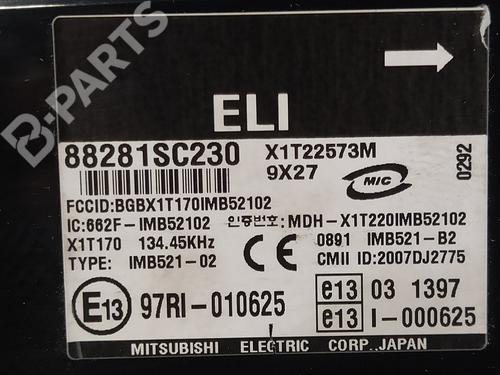 ELI
88281SC230 X1T22573M
9X27 MIC 0292
FCCID:BGBX1T170IMB52102
IC:662F-IMB52102 인증번호:MDH-X1T220IMB52102
X1T170 134.45KHz CE 0891 IMB521-B2
TYPE: IMB521-02 CMII ID:2007DJ2775
E13 97RI-010625 e13 03 1397
e13 I-000625
MITSUBISHI ELECTRIC CORP. JAPAN
B-PARTS